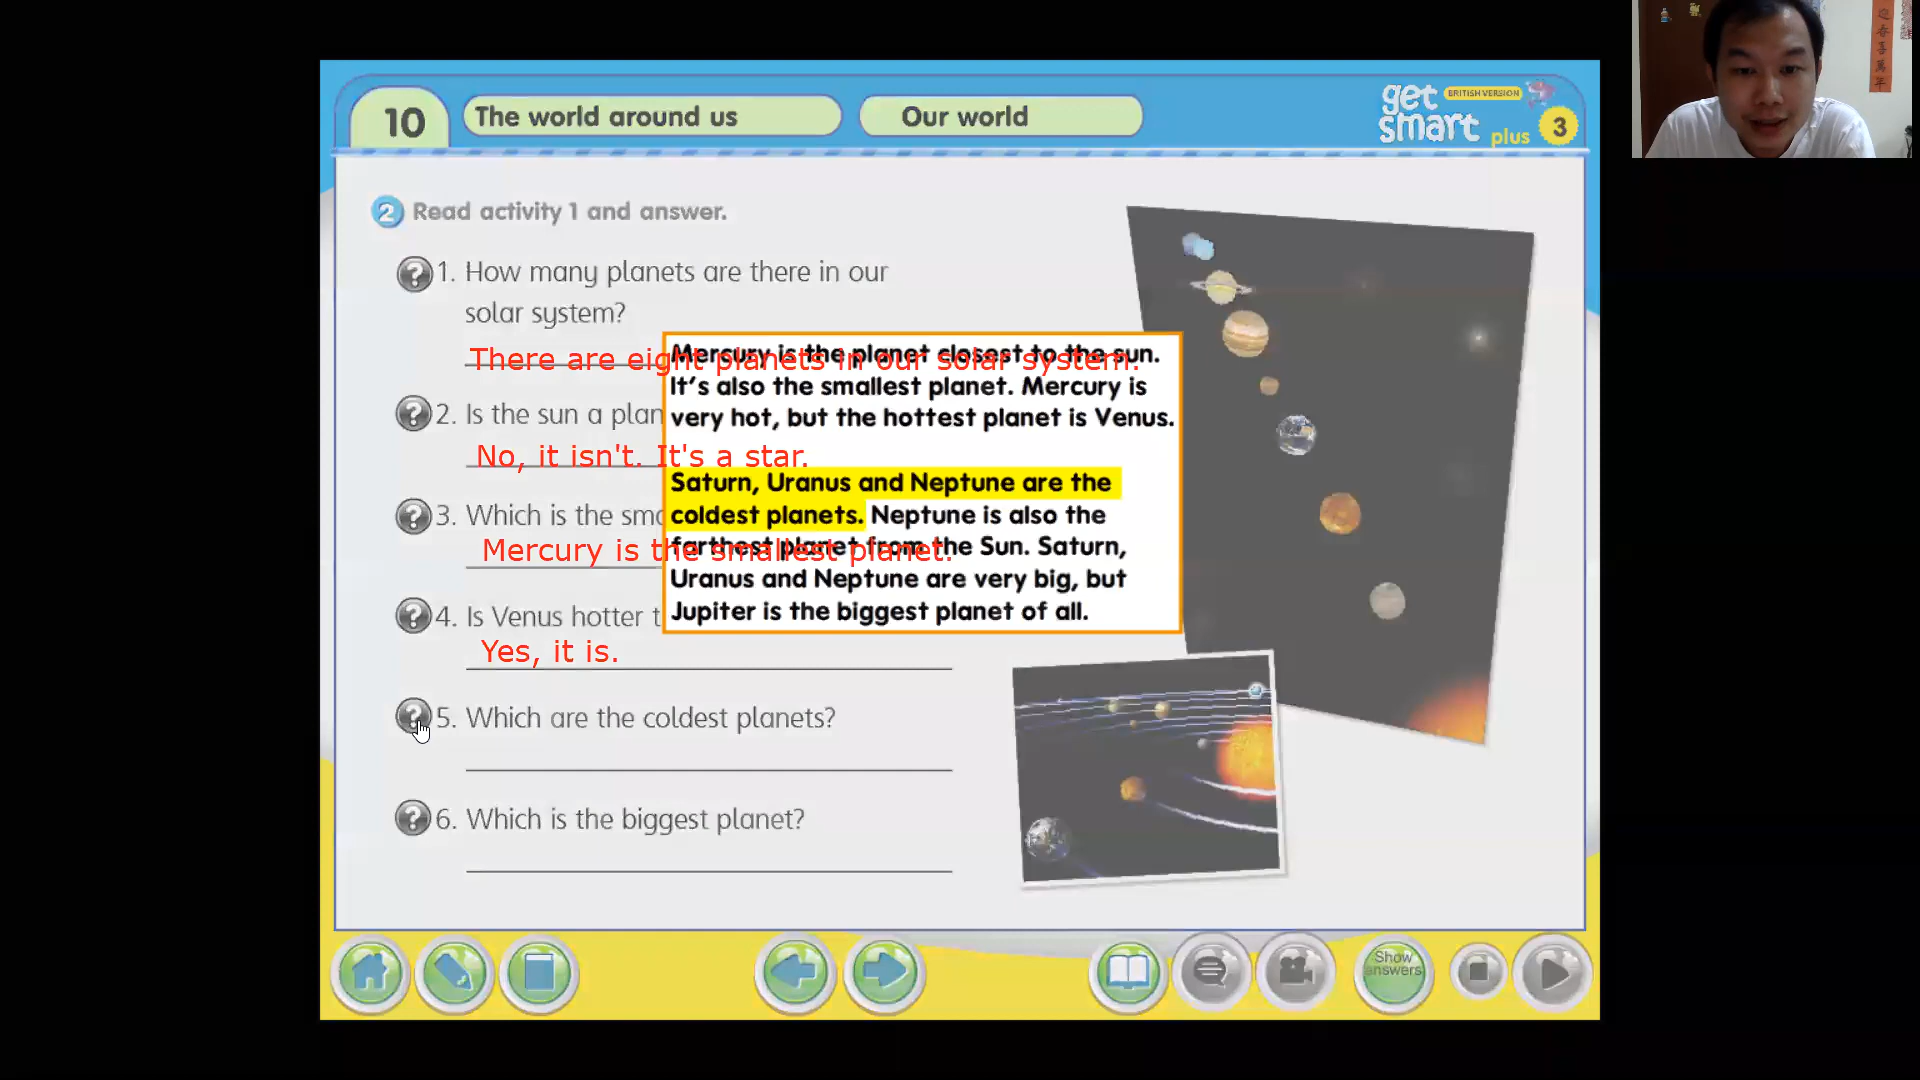 10
The world around us
Our world
get smart plus 3
BRITISH VERSION
2 Read activity 1 and answer.
1. How many planets are there in our
solar system?
There are eight planets in our solar system.
2. Is the sun a plan
No, it isn't. It's a star.
3. Which is the sm
Mercury is the smallest planet.
4. Is Venus hotter t
Yes, it is.
5. Which are the coldest planets?
6. Which is the biggest planet?
Mercury is the planet closest to the sun.
It's also the smallest planet. Mercury is
very hot, but the hottest planet is Venus.
Saturn, Uranus and Neptune are the
coldest planets. Neptune is also the
farthest planet from the Sun. Saturn,
Uranus and Neptune are very big, but
Jupiter is the biggest planet of all.
Show
answers
迎春喜萬年